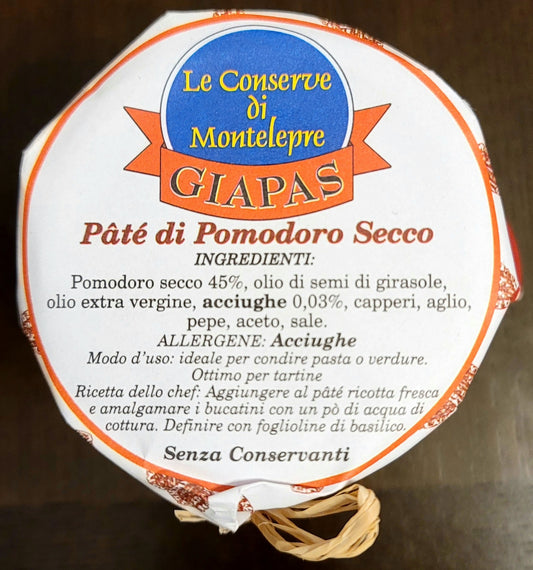 Le Conserve
di
Montelepre
GIAPAS
Pâté di Pomodoro Secco
INGREDIENTI:
Pomodoro secco 45%, olio di semi di girasole,
olio extra vergine, acciughe 0,03%, capperi, aglio,
pepe, aceto, sale.
ALLERGENE: Acciughe
Modo d'uso: ideale per condire pasta o verdure.
Ottimo per tartine
Ricetta dello chef: Aggiungere al pâté ricotta fresca
e amalgamare i bucatini con un pò di acqua di
cottura. Definire con foglioline di basilico.
Senza Conservanti